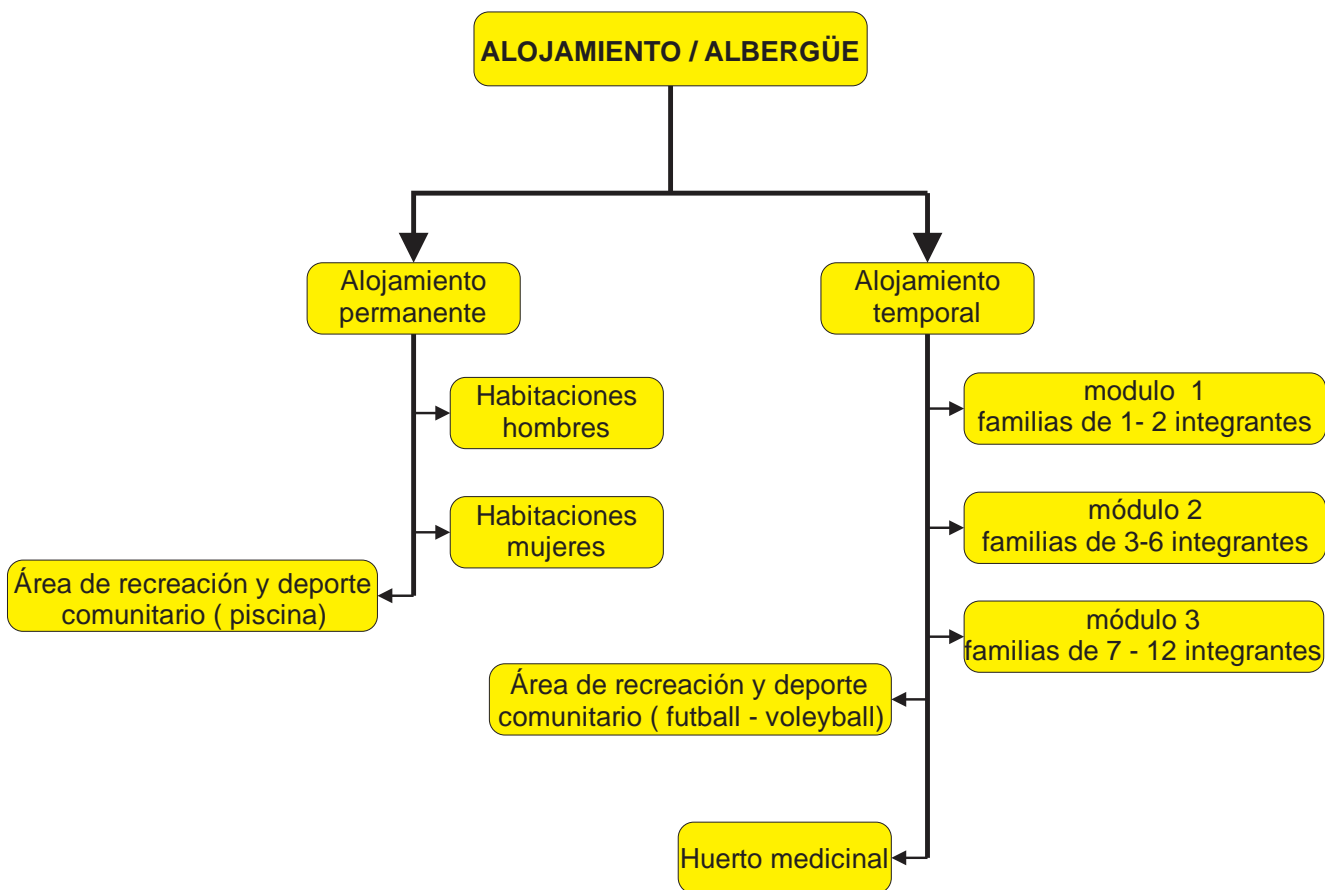 ALOJAMIENTO / ALBERGÜE
Alojamiento
permanente
Habitaciones
hombres
Habitaciones
mujeres
Área de recreación y deporte
comunitario ( piscina)
Alojamiento
temporal
modulo 1
familias de 1- 2 integrantes
módulo 2
familias de 3-6 integrantes
módulo 3
familias de 7 - 12 integrantes
Área de recreación y deporte
comunitario ( futball - voleyball)
Huerto medicinal